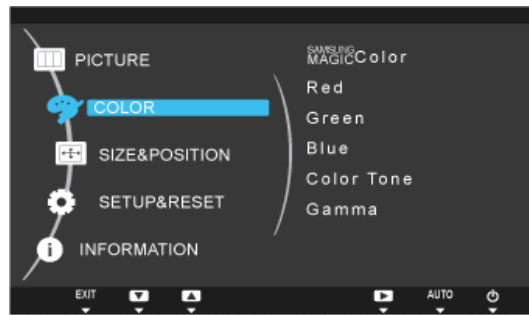 PICTURE
COLOR
SIZE&POSITION
SETUP&RESET
INFORMATION
SAMSUNG
MAGIC Color
Red
Green
Blue
Color Tone
Gamma
EXIT
AUTO